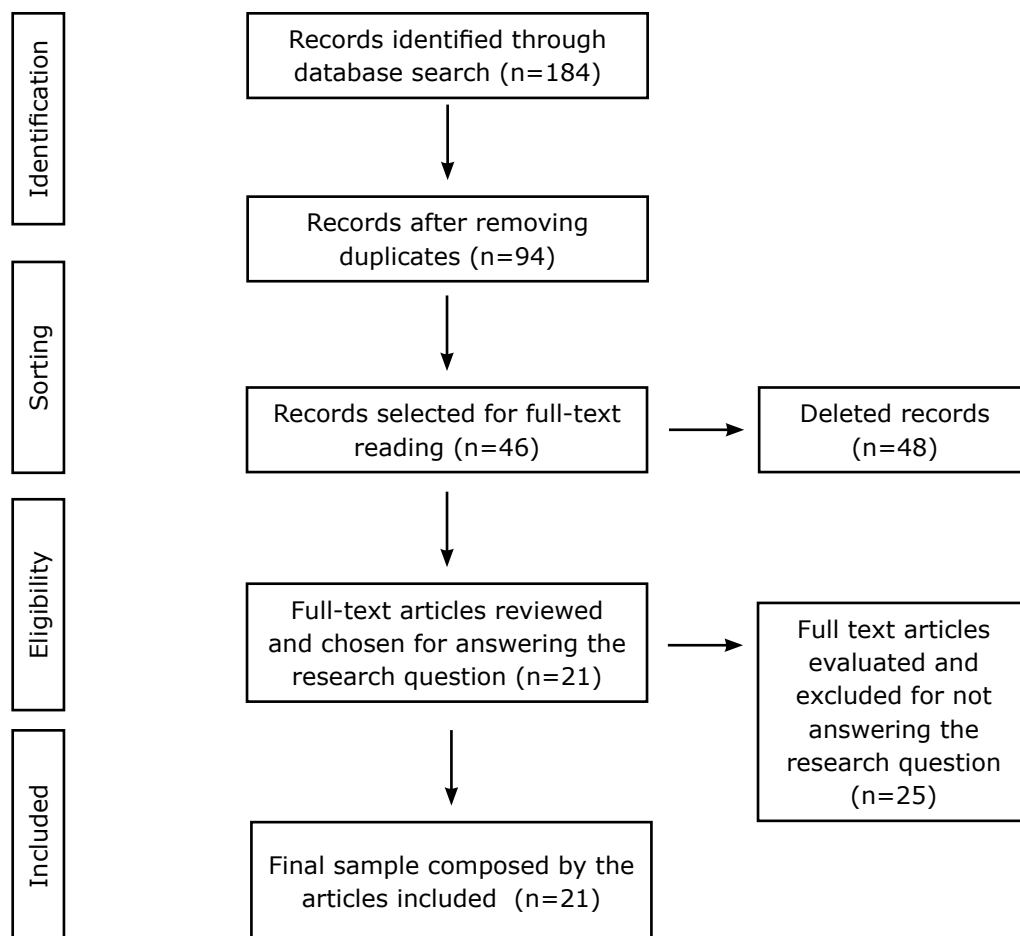 Identification
Records identified through
database search (n=184)
Records after removing
duplicates (n=94)
Sorting
Records selected for full-text
reading (n=46)
Deleted records
(n=48)
Eligibility
Full-text articles reviewed
and chosen for answering the
research question (n=21)
Full text articles
evaluated and
excluded for not
answering the
research question
(n=25)
Included
Final sample composed by the
articles included (n=21)